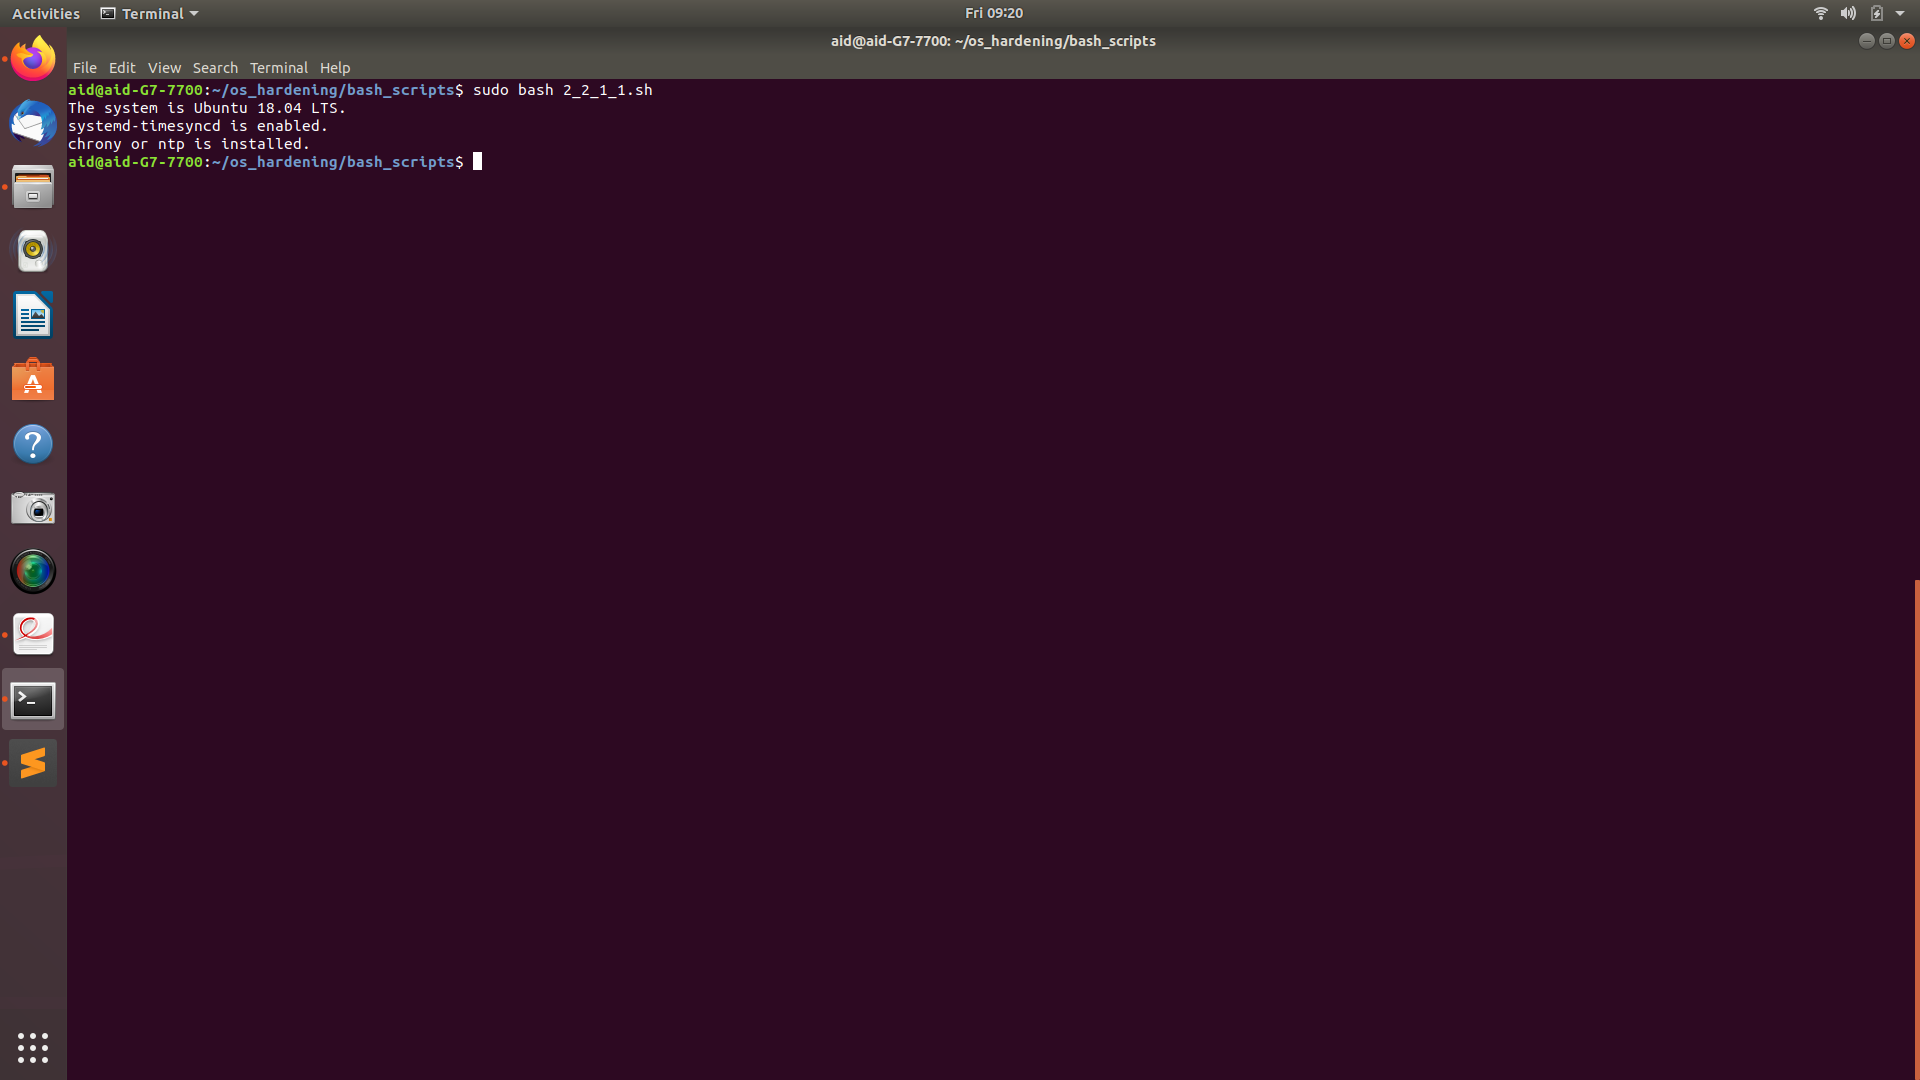 Activities Terminal Fri 09:20
aid@aid-G7-7700: ~/os_hardening/bash_scripts
File Edit View Search Terminal Help
aid@aid-G7-7700:~/os_hardening/bash_scripts$ sudo bash 2_2_1_1.sh
The system is Ubuntu 18.04 LTS.
systemd-timesyncd is enabled.
chrony or ntp is installed.
aid@aid-G7-7700:~/os_hardening/bash_scripts$